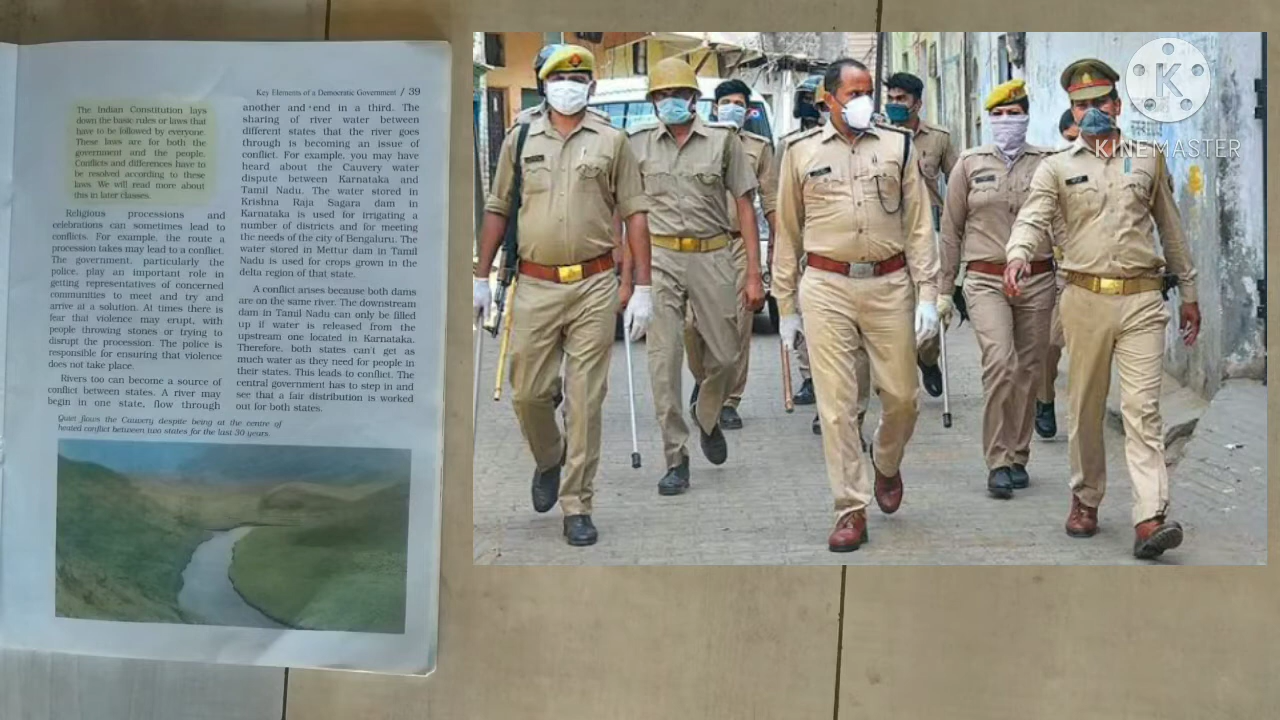 Key Elements of a Democratic Government / 39
The Indian Constitution lays
down the basic rules or laws that
have to be followed by everyone.
These laws are for both the
government and the people.
Conflicts and differences have to
be resolved according to these
laws. We will read more about
this in later classes.
Religious processions and
celebrations can sometimes lead to
conflicts. For example, the route a
procession takes may lead to a conflict.
The government, particularly the
police, play an important role in
getting representatives of concerned
communities to meet and try and
arrive at a solution. At times there is
fear that violence may erupt, with
people throwing stones or trying to
disrupt the procession. The police is
responsible for ensuring that violence
does not take place.
Rivers too can become a source of
conflict between states. A river may
begin in one state, flow through
another and end in a third. The
sharing of river water between
different states that the river goes
through is becoming an issue of
conflict. For example, you may have
heard about the Cauvery water
dispute between Karnataka and
Tamil Nadu. The water stored in
Krishna Raja Sagara dam in
Karnataka is used for irrigating a
number of districts and for meeting
the needs of the city of Bengaluru. The
water stored in Mettur dam in Tamil
Nadu is used for crops grown in the
delta region of that state.
A conflict arises because both dams
are on the same river. The downstream
dam in Tamil Nadu can only be filled
up if water is released from the
upstream one located in Karnataka.
Therefore, both states can't get as
much water as they need for people in
their states. This leads to conflict. The
central government has to step in and
see that a fair distribution is worked
out for both states.
Quiet flows the Cauvery despite being at the centre of
heated conflict between two states for the last 30 years.
K
KINEMASTER